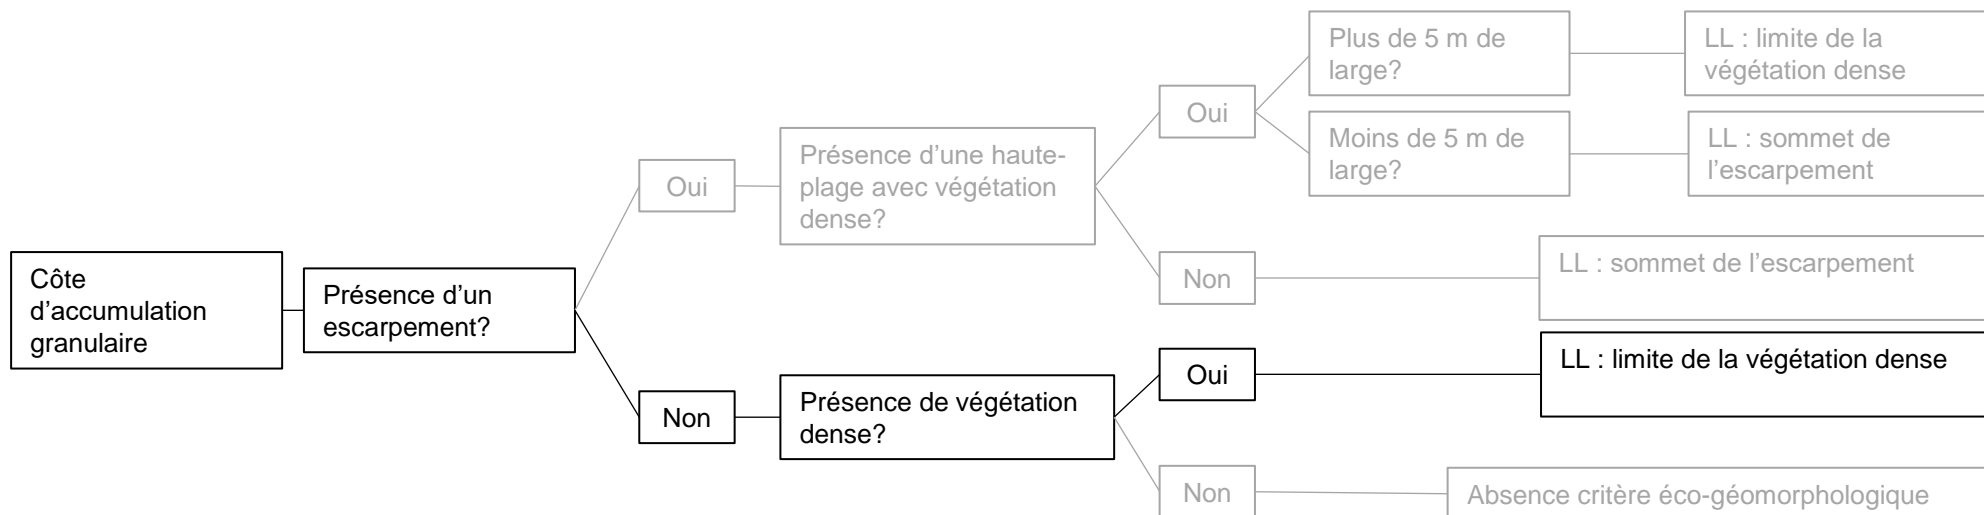 Côte
d’accumulation
granulaire
Présence d’un
escarpement?
Oui
Présence d’une haute-
plage avec végétation
dense?
Oui
Plus de 5 m de
large?
LL : limite de la
végétation dense
Moins de 5 m de
large?
LL : sommet de
l’escarpement
Non
LL : sommet de l’escarpement
Non
Présence de végétation
dense?
Oui
LL : limite de la végétation dense
Non
Absence critère éco-géomorphologique